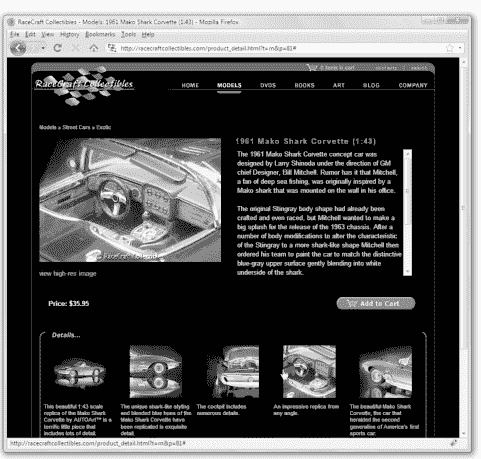 RaceCraft Collectibles - Models: 1961 Mako Shark Corvette (1:43) - Mozilla Firefox
File Edit View History Bookmarks Tools Help
http://racecraftcollectibles.com/product_detail.html?t=m&p=81#
0 items in cart
RaceCraft Collectibles
HOME MODELS DVDS BOOKS ART BLOG COMPANY
Models » Street Cars » Exotic
1961 Mako Shark Corvette (1:43)
The 1961 Mako Shark Corvette concept car was
designed by Larry Shinoda under the direction of GM
chief Designer, Bill Mitchell. Rumor has it that Mitchell,
a fan of deep sea fishing, was originally inspired by a
Mako shark that was mounted on the wall in his office.
The original Stingray body shape had already been
crafted and even raced, but Mitchell wanted to make a
big splash for the release of the 1963 chassis. After a
number of body modifications to alter the characteristic
of the Stingray to a more shark-like shape Mitchell then
ordered his team to paint the car to match the distinctive
blue-gray upper surface gently blending into white
underside of the shark.
© RaceCraft Collectible
view high-res image
Price: $35.95
Add to Cart
Details...
This beautiful 1:43 scale
replica of the Mako Shark
Corvette by AUTOart™ is a
terrific little piece that
includes lots of detail.
The unique shark-like styling
and blended blue hues of the
Mako Shark Corvette have
been replicated in exquisite
detail.
The cockpit includes
numerous details.
An impressive replica from
any angle.
The beautiful Mako
Shark Corvette, the car
that heralded the second
generation of America's first
sports car.
http://racecraftcollectibles.com/product_detail.html?t=m&p=81#